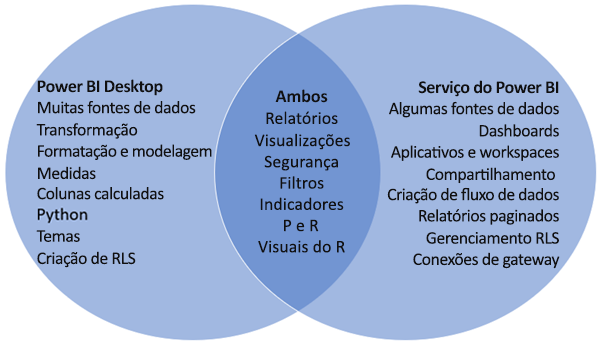 Power BI Desktop
Muitas fontes de dados
Transformação
Formatação e modelagem
Medidas
Colunas calculadas
Python
Temas
Criação de RLS
Ambos
Relatórios
Visualizações
Segurança
Filtros
Indicadores
P e R
Visuais do R
Serviço do Power BI
Algumas fontes de dados
Dashboards
Aplicativos e workspaces
Compartilhamento
Criação de fluxo de dados
Relatórios paginados
Gerenciamento RLS
Conexões de gateway